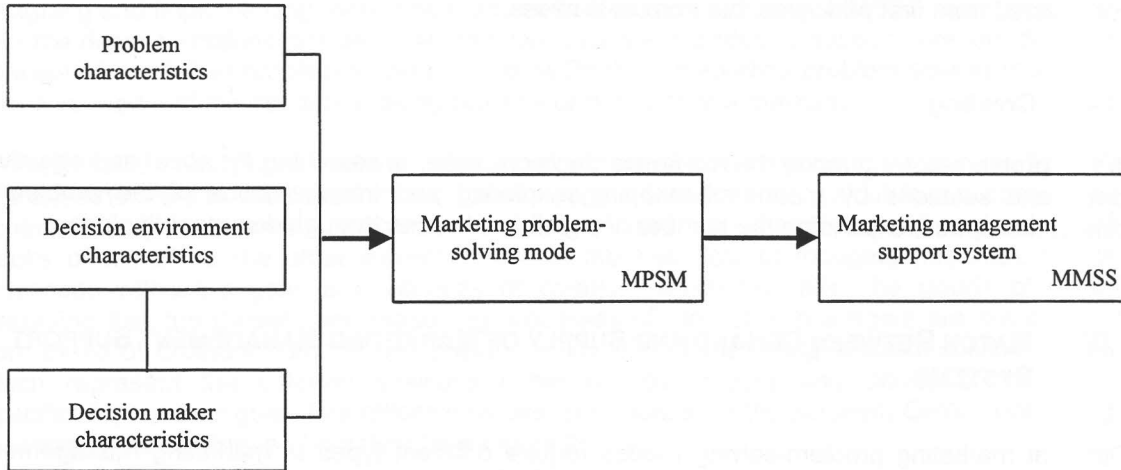 Problem
characteristics
Decision environment
characteristics
Decision maker
characteristics
Marketing problem-
solving mode
MPSM
Marketing management
support system
MMSS